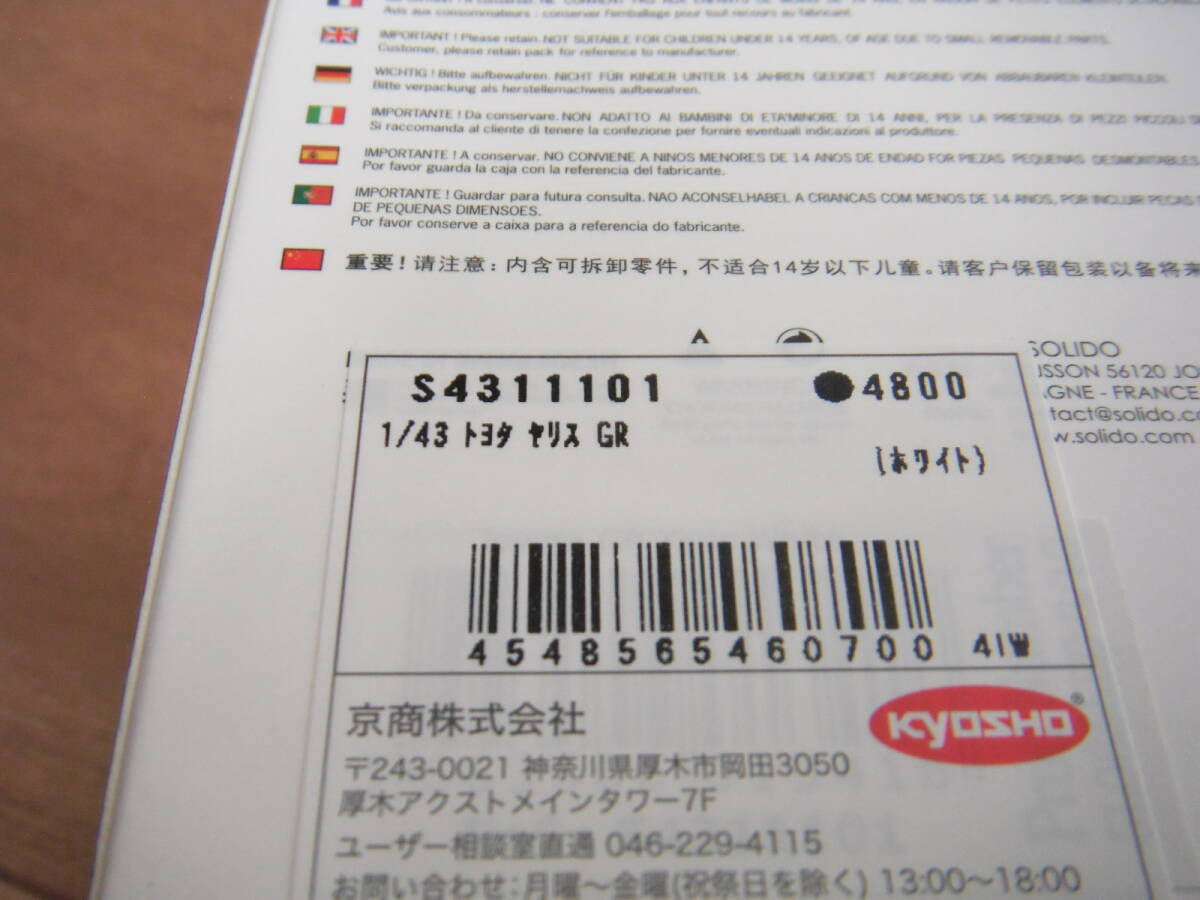 Avis aux consommateurs : conserver l'emballage pour tout recours au fabricant.
IMPORTANT ! Please retain. NOT SUITABLE FOR CHILDREN UNDER 14 YEARS, OF AGE DUE TO SMALL REMOVABLE PARTS.
Customer, please retain pack for reference to manufacturer.
WICHTIG ! Bitte aufbewahren. NICHT FÜR KINDER UNTER 14 JAHREN GEEIGNET AUFGRUND VON ABBAUBAREN KLEINTEILEN.
Bitte verpackung als herstellernachweis aufbewahren.
IMPORTANTE ! Da conservare. NON ADATTO AI BAMBINI DI ETA'MINORE DI 14 ANNI, PER LA PRESENZA DI PEZZI PICCOLI
Si raccomanda al cliente di tenere la confezione per fornire eventuali indicazioni al produttore.
IMPORTANTE ! A conservar. NO CONVIENE A NINOS MENORES DE 14 ANOS DE ENDAD FOR PIEZAS PEQUENAS DESMONTABLES
Por favor guarda la caja con la referencia del fabricante.
IMPORTANTE ! Guardar para futura consulta. NAO ACONSELHABEL A CRIANCAS COM MENOS DE 14 ANOS, POR INCLUIR PECAS
DE PEQUENAS DIMENSOES.
Por favor conserve a caixa para a referencia do fabricante.
重要！请注意：内含可拆卸零件，不适合14岁以下儿童。请客户保留包装以备将来
SOLIDO
USSON 56120 JO
AGNE - FRANCE
tact@solido.co
w.solido.com
S4311101 ●4800
1/43 ﾄﾖﾀ ﾔﾘｽ GR
(ﾎﾜｲﾄ)
4548565460700 41W
京商株式会社
KYOSHO®
〒243-0021 神奈川県厚木市岡田3050
厚木アクストメインタワー7F
ユーザー相談室直通 046-229-4115
お問い合わせ：月曜～金曜(祝祭日を除く) 13:00～18:00